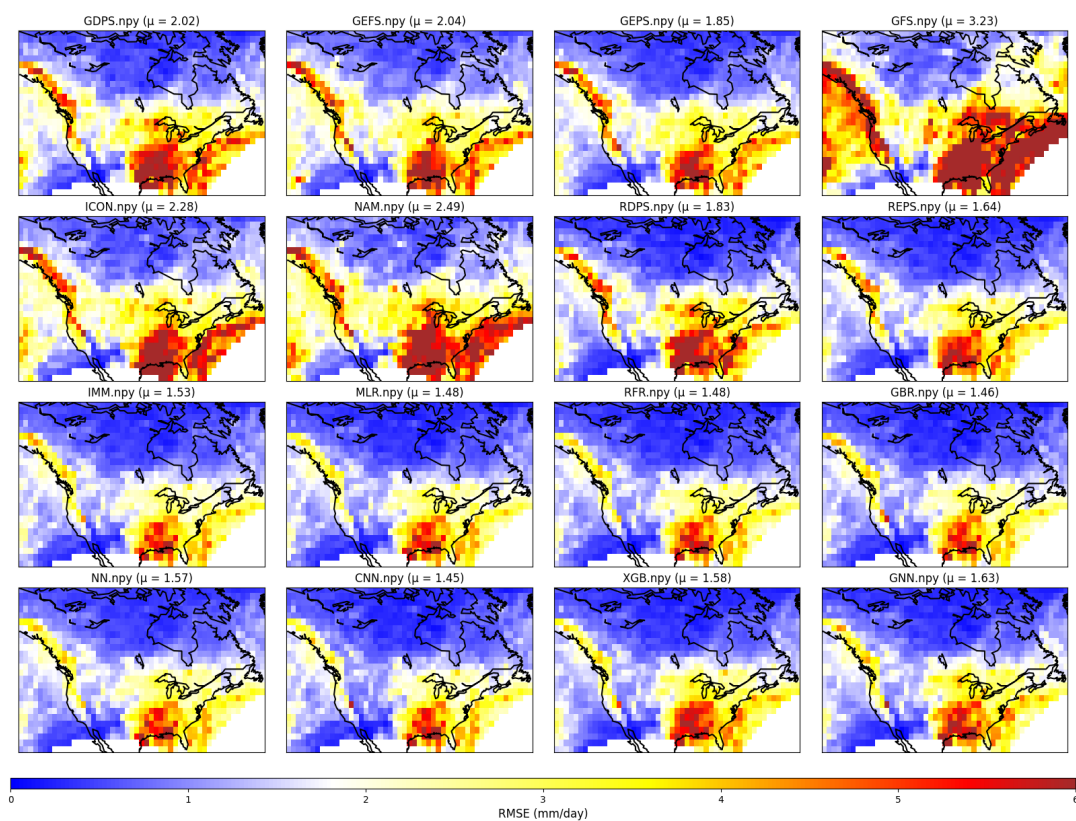 GDPS.npy (μ = 2.02)
GEFS.npy (μ = 2.04)
GEPS.npy (μ = 1.85)
GFS.npy (μ = 3.23)
ICON.npy (μ = 2.28)
NAM.npy (μ = 2.49)
RDPS.npy (μ = 1.83)
REPS.npy (μ = 1.64)
IMM.npy (μ = 1.53)
MLR.npy (μ = 1.48)
RFR.npy (μ = 1.48)
GBR.npy (μ = 1.46)
NN.npy (μ = 1.57)
CNN.npy (μ = 1.45)
XGB.npy (μ = 1.58)
GNN.npy (μ = 1.63)
0 1 2 3 4 5 6
RMSE (mm/day)